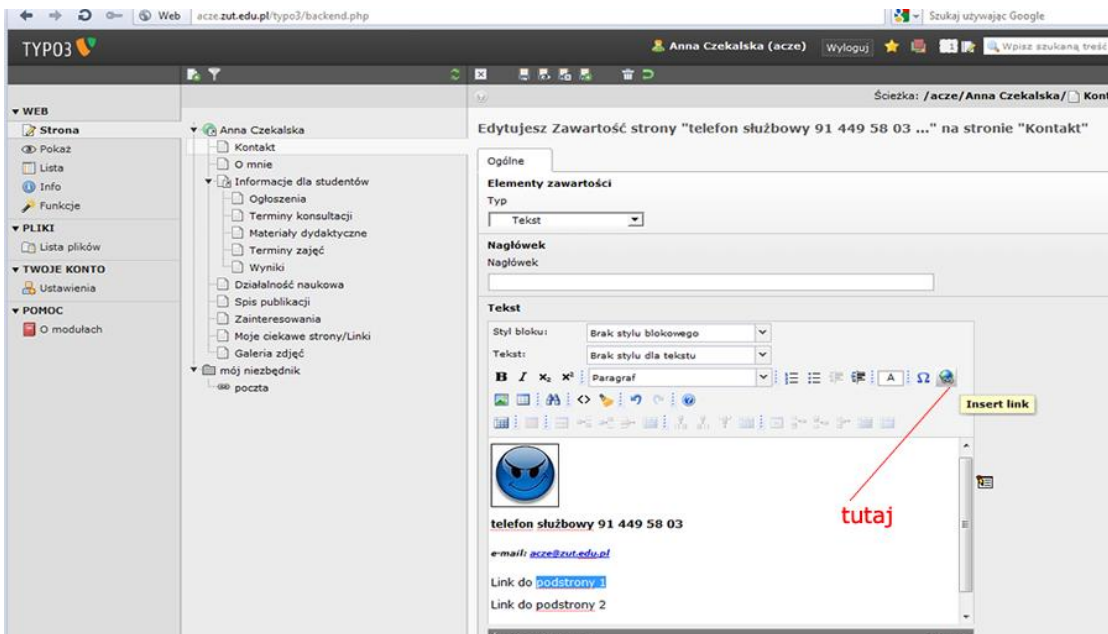 Web acze.zut.edu.pl/typo3/backend.php Szukaj używając Google
TYPO3 Anna Czekalska (acze) Wyloguj Wpisz szukaną treść
Ścieżka: /acze/Anna Czekalska/ Kont
WEB
Strona
Pokaż
Lista
Info
Funkcje
PLIKI
Lista plików
TWOJE KONTO
Ustawienia
POMOC
O modułach
Anna Czekalska
Kontakt
O mnie
Informacje dla studentów
Ogłoszenia
Terminy konsultacji
Materiały dydaktyczne
Terminy zajęć
Wyniki
Działalność naukowa
Spis publikacji
Zainteresowania
Moje ciekawe strony/Linki
Galeria zdjęć
mój niezbędnik
poczta
Edytujesz Zawartość strony "telefon służbowy 91 449 58 03 ..." na stronie "Kontakt"
Ogólne
Elementy zawartości
Typ
Tekst
Nagłówek
Nagłówek
Tekst
Styl bloku: Brak stylu blokowego
Tekst: Brak stylu dla tekstu
B I x₂ x² Paragraf A Ω
Insert link
tutaj
telefon służbowy 91 449 58 03
e-mail: acze@zut.edu.pl
Link do podstrony 1
Link do podstrony 2